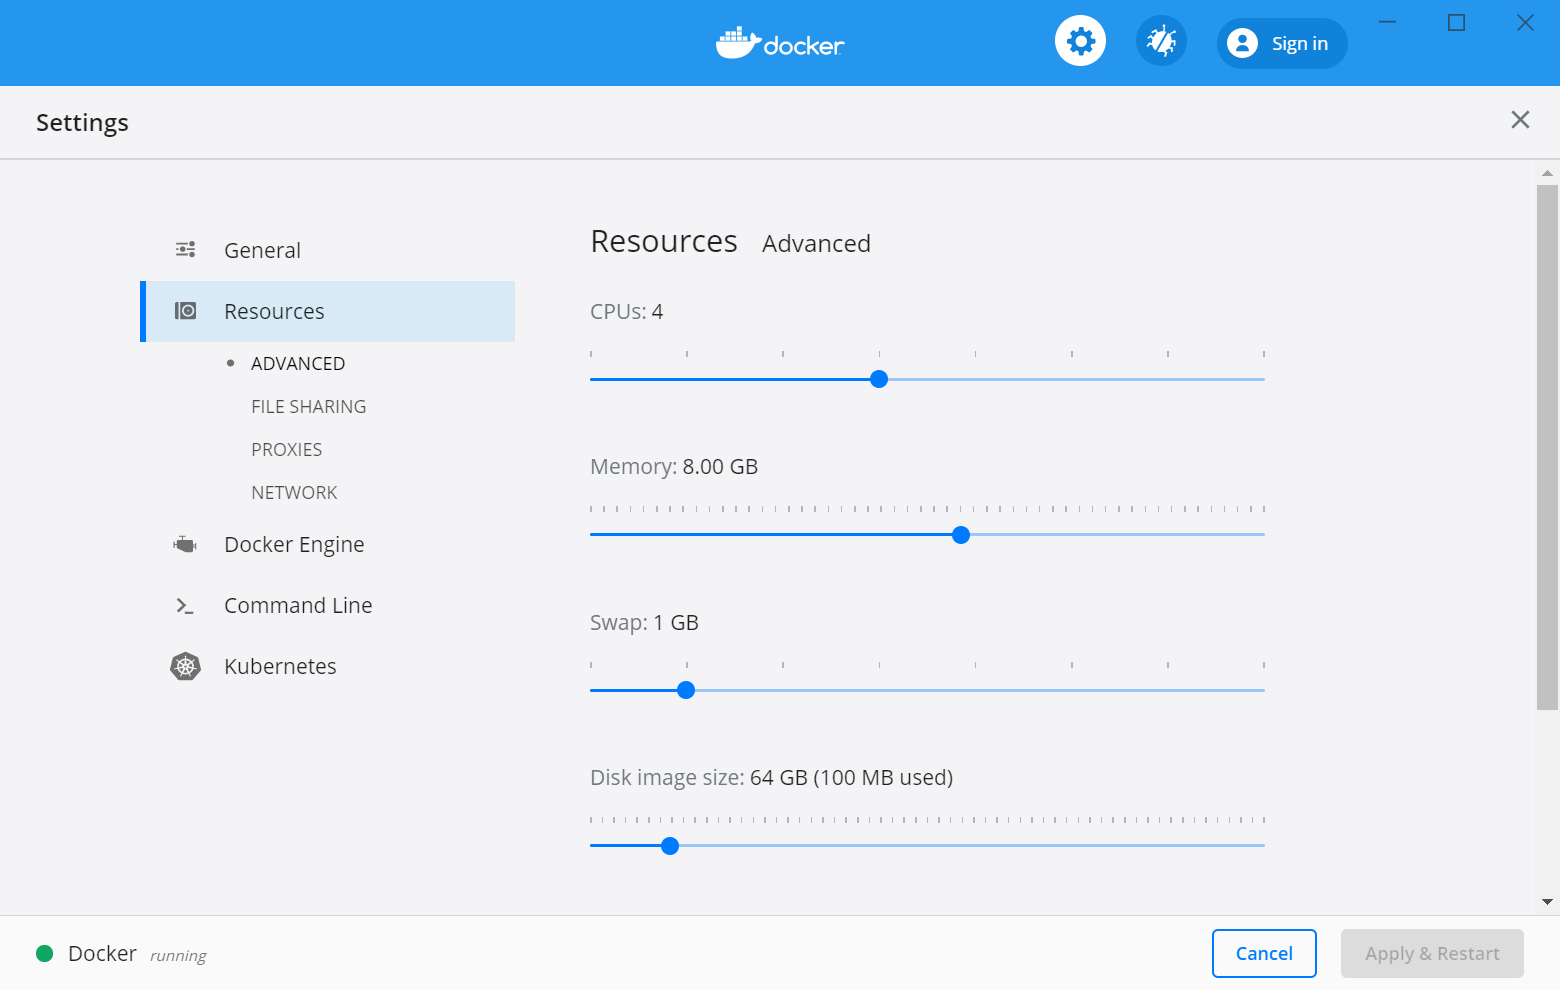 docker
Sign in
Settings
General
Resources
ADVANCED
FILE SHARING
PROXIES
NETWORK
Docker Engine
Command Line
Kubernetes
Resources Advanced
CPUs: 4
Memory: 8.00 GB
Swap: 1 GB
Disk image size: 64 GB (100 MB used)
Docker running
Cancel
Apply & Restart